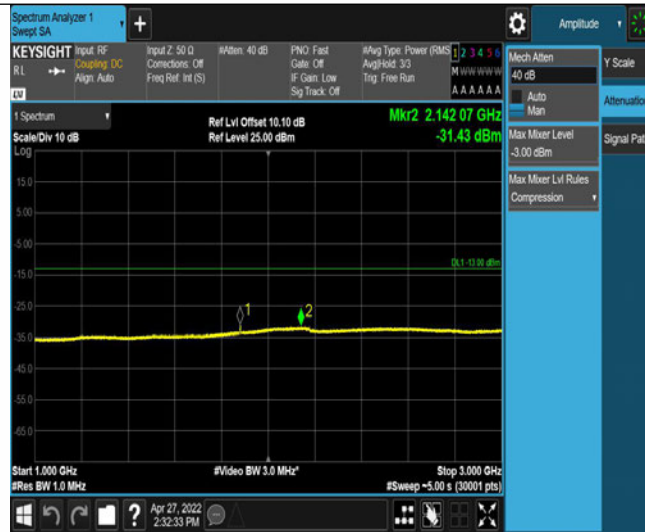 Spectrum Analyzer 1
Swept SA
+
Amplitude
KEYSIGHT
RL
Input: RF
Coupling: DC
Align: Auto
Input Z: 50 Ω
Corrections: Off
Freq Ref: Int (S)
#Atten: 40 dB
PNO: Fast
Gate: Off
IF Gain: Low
Sig Track: Off
#Avg Type: Power (RMS
Avg|Hold: 3/3
Trig: Free Run
1 2 3 4 5 6
M W W W W W
A A A A A A
1 Spectrum
Scale/Div 10 dB
Log
Ref Lvl Offset 10.10 dB
Ref Level 25.00 dBm
Mkr2 2.142 07 GHz
-31.43 dBm
15.0
5.00
-5.00
-15.0
-25.0
-35.0
-45.0
-55.0
-65.0
DL1 -13.00 dBm
1
2
Start 1.000 GHz
#Res BW 1.0 MHz
#Video BW 3.0 MHz*
Stop 3.000 GHz
#Sweep ~5.00 s (30001 pts)
Apr 27, 2022
2:32:33 PM
?
Mech Atten
40 dB
Auto
Man
Max Mixer Level
-3.00 dBm
Max Mixer Lvl Rules
Compression
Y Scale
Attenuation
Signal Pat